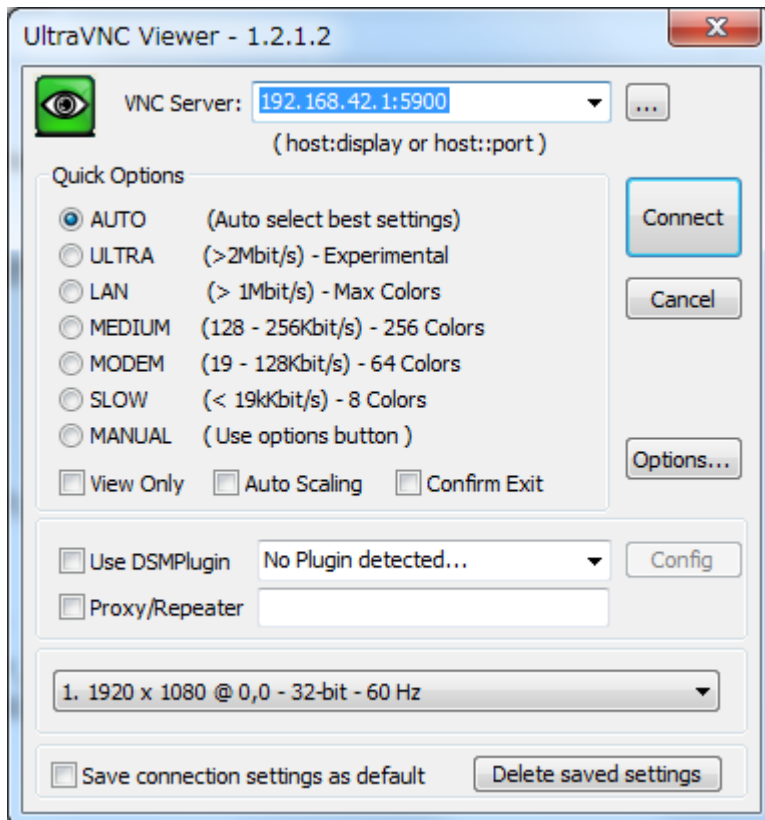 UltraVNC Viewer - 1.2.1.2
VNC Server: 192.168.42.1:5900 ...
( host:display or host::port )
Quick Options
AUTO (Auto select best settings)
ULTRA (>2Mbit/s) - Experimental
LAN (> 1Mbit/s) - Max Colors
MEDIUM (128 - 256Kbit/s) - 256 Colors
MODEM (19 - 128Kbit/s) - 64 Colors
SLOW (< 19kKbit/s) - 8 Colors
MANUAL ( Use options button )
View Only Auto Scaling Confirm Exit
Connect
Cancel
Options...
Use DSMPlugin No Plugin detected... Config
Proxy/Repeater
1. 1920 x 1080 @ 0,0 - 32-bit - 60 Hz
Save connection settings as default Delete saved settings